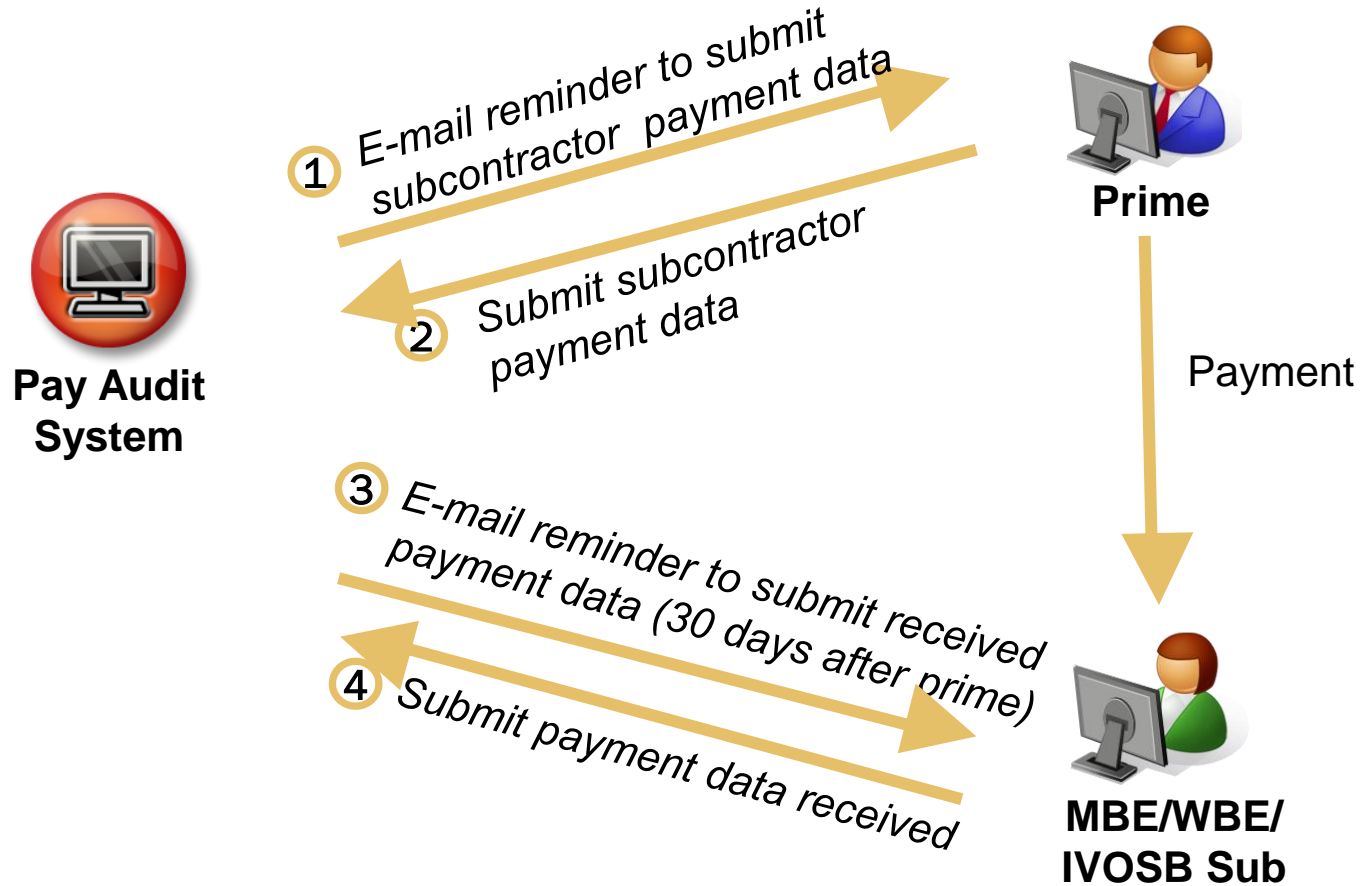 ① E-mail reminder to submit
subcontractor payment data
Prime
② Submit subcontractor
payment data
Pay Audit
System
Payment
③ E-mail reminder to submit received
payment data (30 days after prime)
④ Submit payment data received
MBE/WBE/
IVOSB Sub